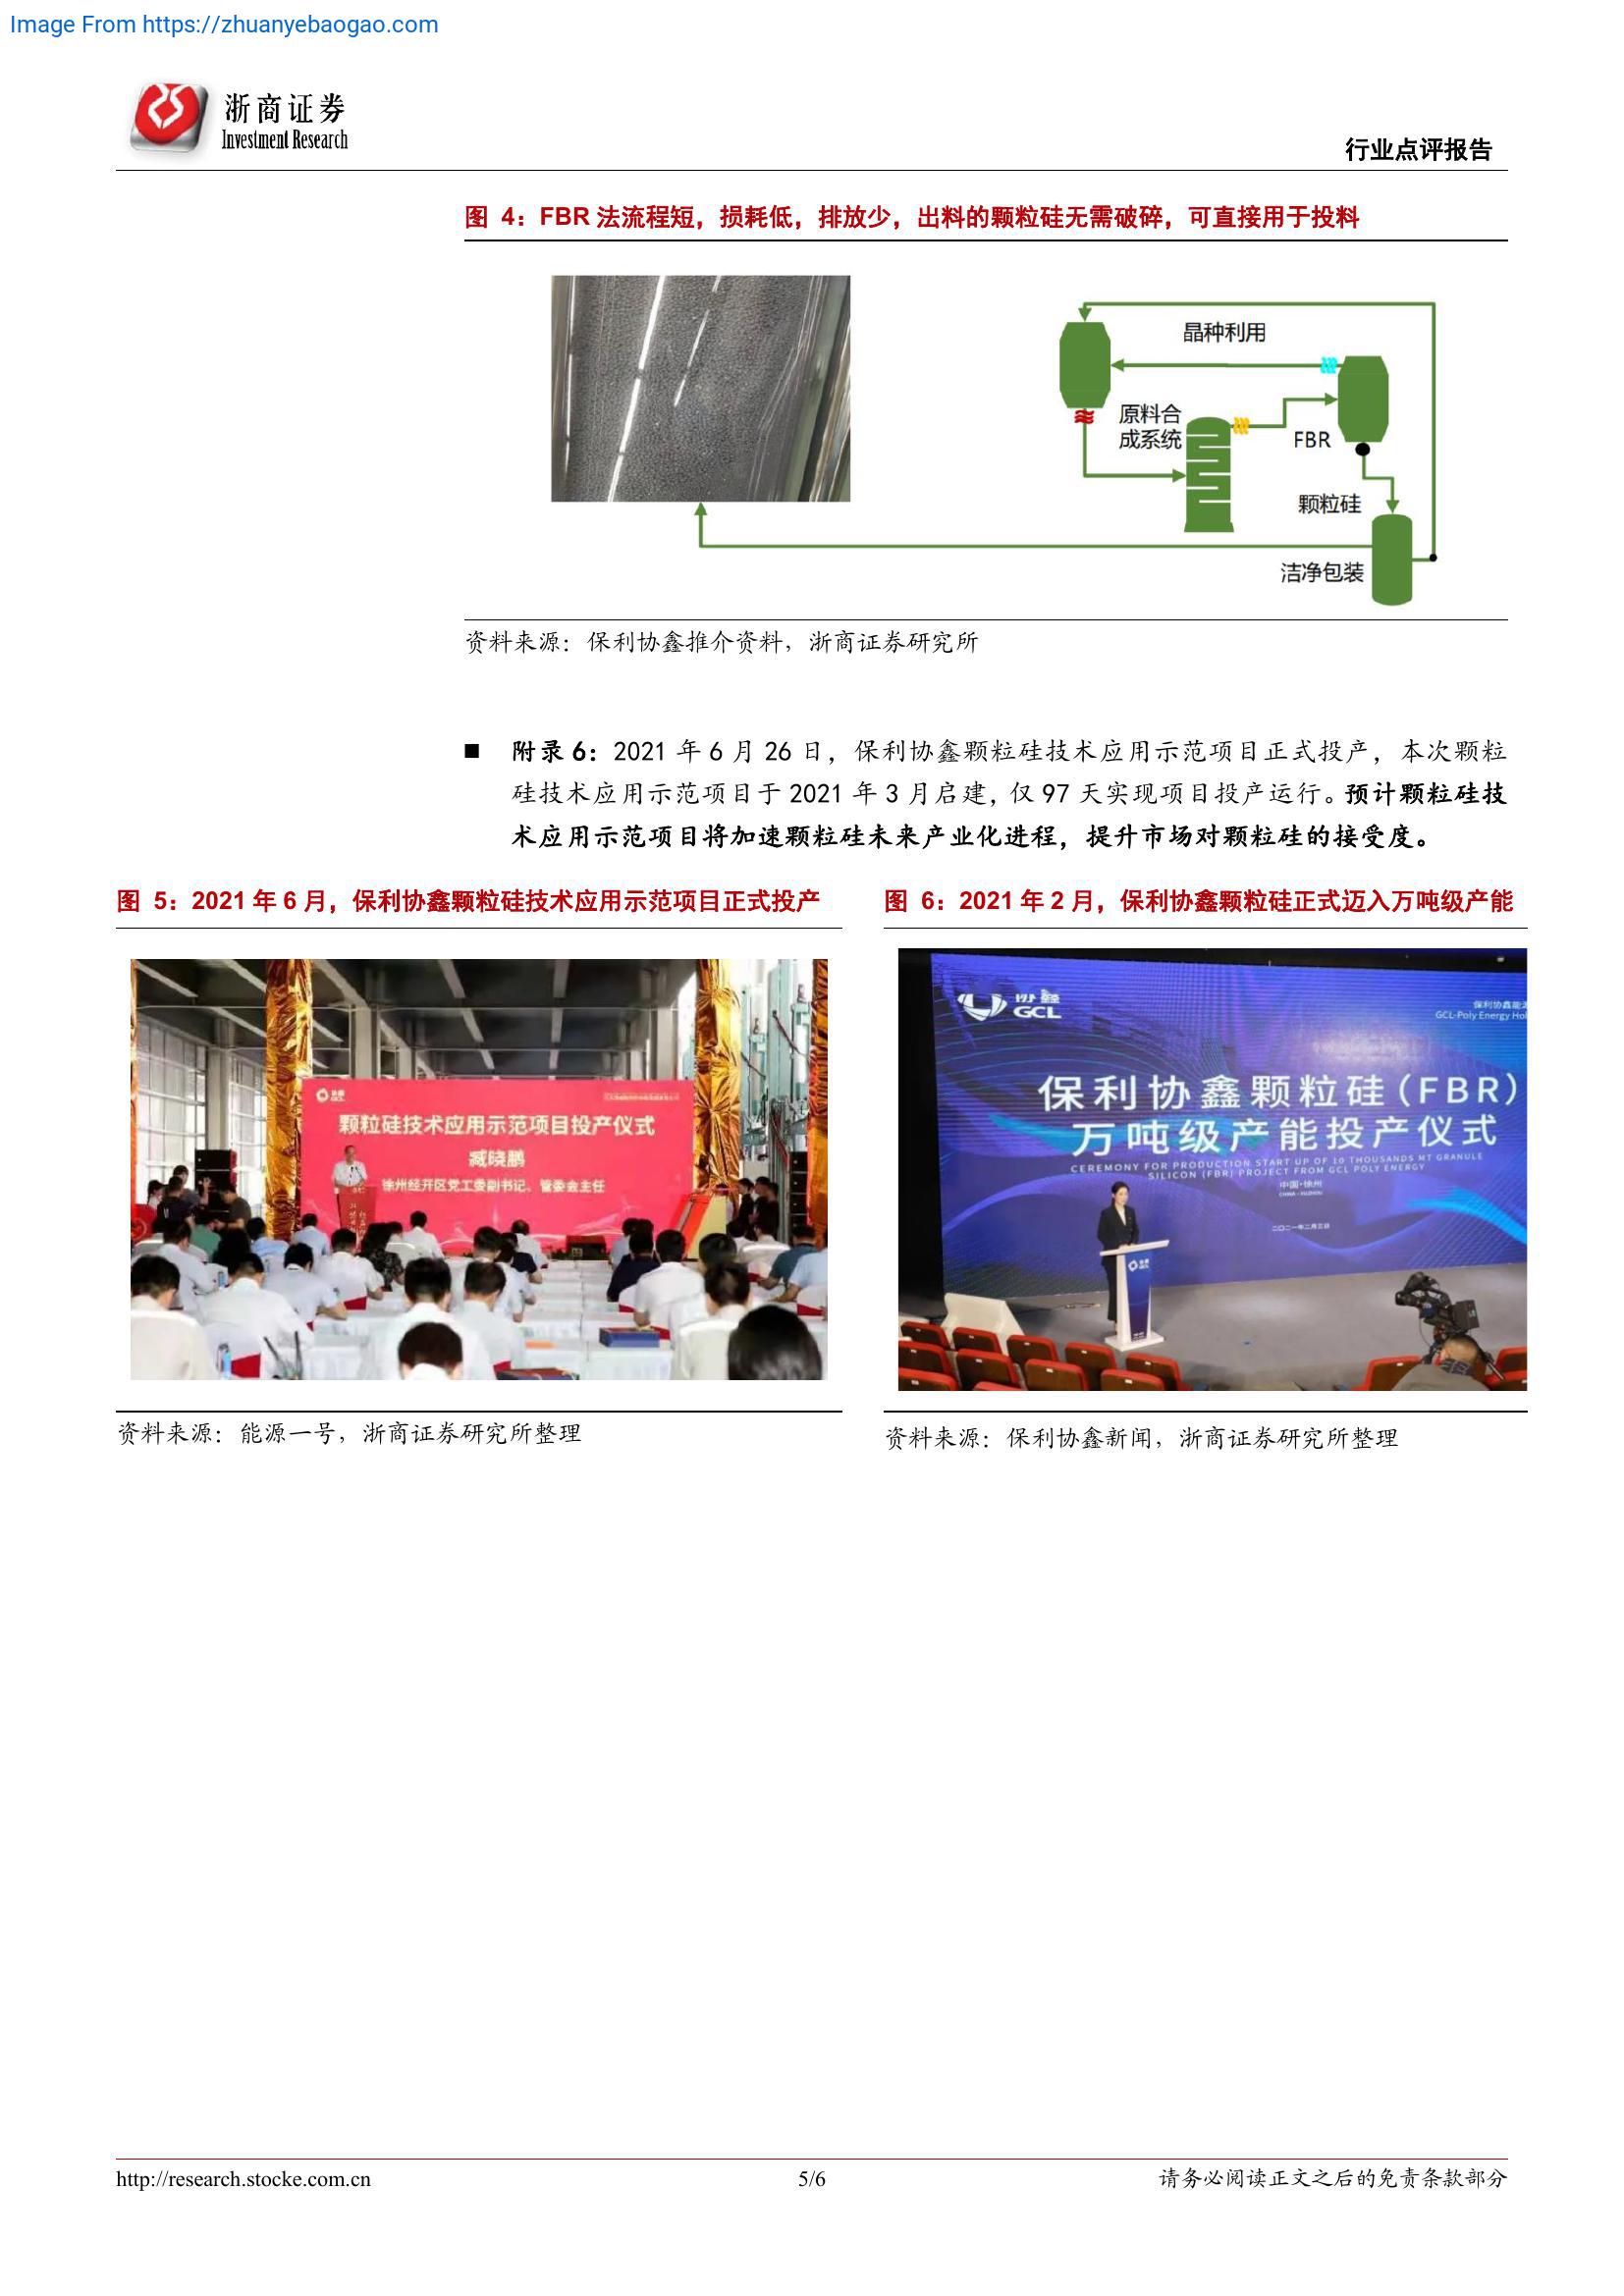 Image From https://zhuanyebaogao.com
浙商证券
Investment Research
行业点评报告
图 4：FBR 法流程短，损耗低，排放少，出料的颗粒硅无需破碎，可直接用于投料
晶种利用
原料合
成系统
FBR
颗粒硅
洁净包装
资料来源：保利协鑫推介资料，浙商证券研究所
■ 附录 6：2021 年 6 月 26 日，保利协鑫颗粒硅技术应用示范项目正式投产，本次颗粒
硅技术应用示范项目于 2021 年 3 月启建，仅 97 天实现项目投产运行。预计颗粒硅技
术应用示范项目将加速颗粒硅未来产业化进程，提升市场对颗粒硅的接受度。
图 5：2021 年 6 月，保利协鑫颗粒硅技术应用示范项目正式投产
协鑫
GCL
颗粒硅技术应用示范项目投产仪式
臧晓鹏
徐州经开区党工委副书记、管委会主任
资料来源：能源一号，浙商证券研究所整理
图 6：2021 年 2 月，保利协鑫颗粒硅正式迈入万吨级产能
协鑫
GCL
保利协鑫能源
GCL-Poly Energy Hol
保利协鑫颗粒硅(FBR)
万吨级产能投产仪式
CEREMONY FOR PRODUCTION START UP OF 10 THOUSANDS MT GRANULE
SILICON (FBR) PROJECT FROM GCL POLY ENERGY
中国·徐州
CHINA · XUZHOU
二〇二一年二月三日
资料来源：保利协鑫新闻，浙商证券研究所整理
http://research.stocke.com.cn
5/6
请务必阅读正文之后的免责条款部分